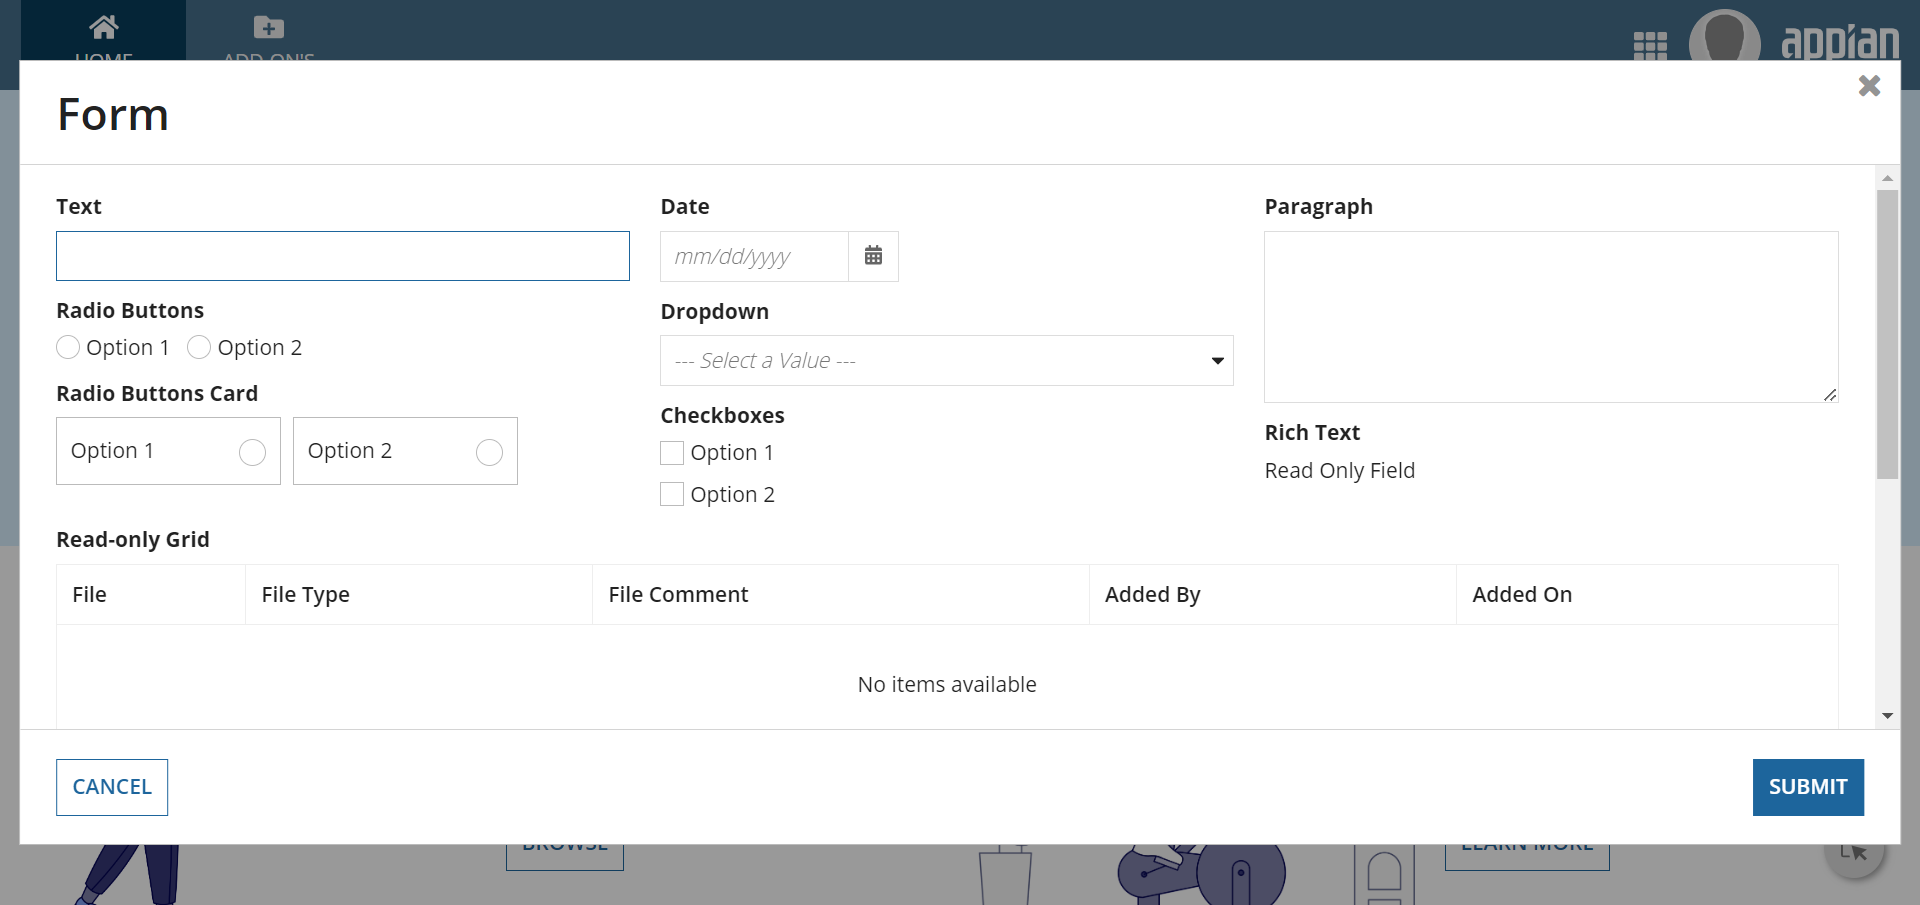 HOME
ADD-ON'S
appian
Form
Text
Date
mm/dd/yyyy
Paragraph
Radio Buttons
Option 1
Option 2
Dropdown
--- Select a Value ---
Radio Buttons Card
Option 1
Option 2
Checkboxes
Option 1
Option 2
Rich Text
Read Only Field
Read-only Grid
File
File Type
File Comment
Added By
Added On
No items available
CANCEL
SUBMIT
BROWSE
LEARN MORE